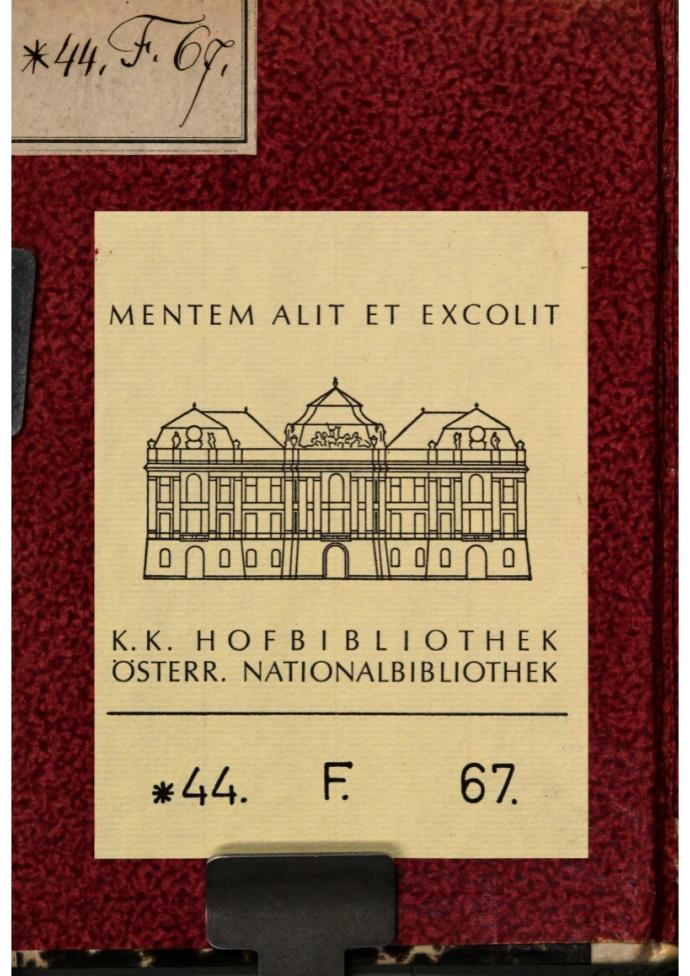 *44. F. 67.
MENTEM ALIT ET EXCOLIT
K.K. HOFBIBLIOTHEK
ÖSTERR. NATIONALBIBLIOTHEK
*44. F. 67.